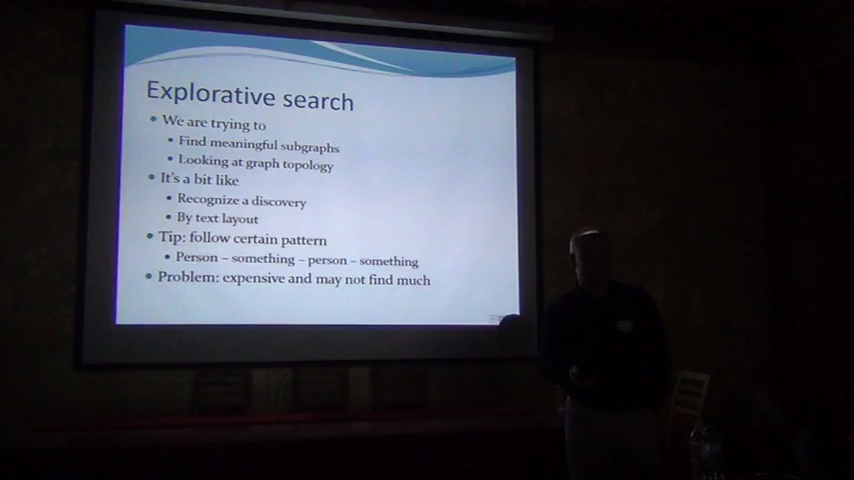 Explorative search
• We are trying to
• Find meaningful subgraphs
• Looking at graph topology
• It's a bit like
• Recognize a discovery
• By text layout
• Tip: follow certain pattern
• Person – something – person – something
• Problem: expensive and may not find much